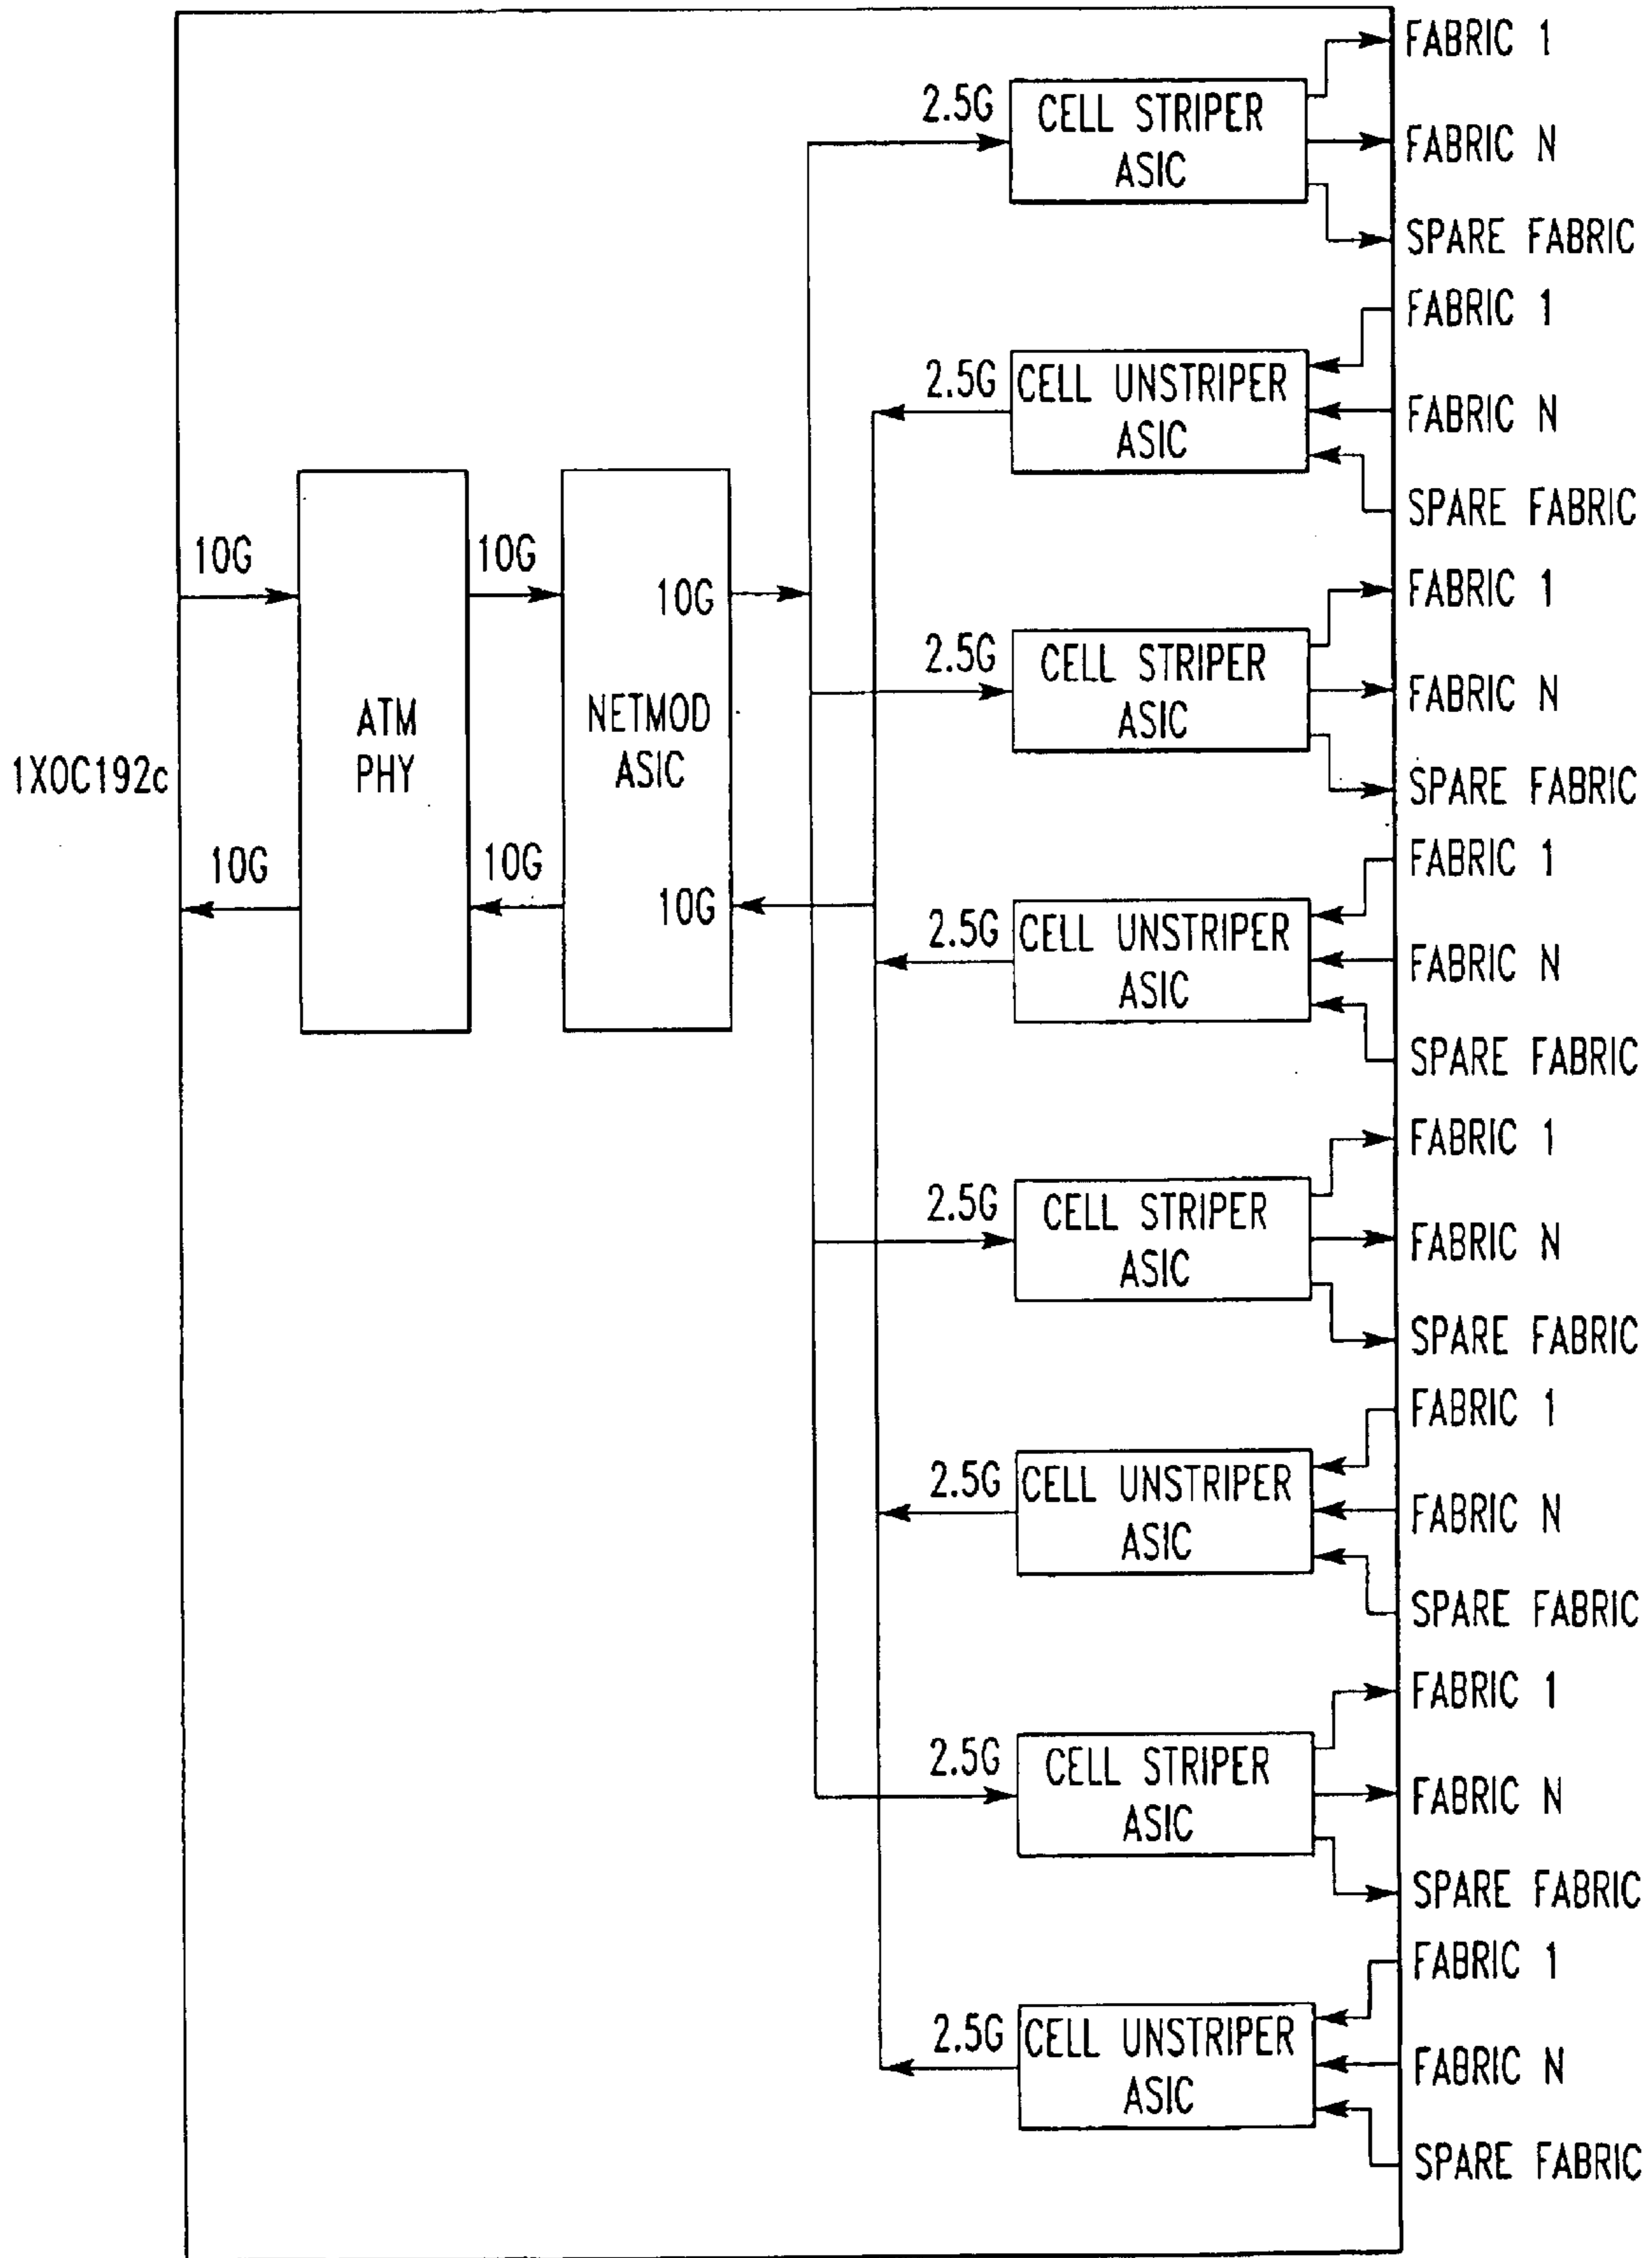 FABRIC 1
2.5G
CELL STRIPER
ASIC
FABRIC N
SPARE FABRIC
FABRIC 1
2.5G
CELL UNSTRIPER
ASIC
FABRIC N
SPARE FABRIC
10G
10G
10G
FABRIC 1
2.5G
CELL STRIPER
ASIC
FABRIC N
ATM
PHY
NETMOD
ASIC
1XOC192c
SPARE FABRIC
10G
10G
10G
FABRIC 1
2.5G
CELL UNSTRIPER
ASIC
FABRIC N
SPARE FABRIC
FABRIC 1
2.5G
CELL STRIPER
ASIC
FABRIC N
SPARE FABRIC
FABRIC 1
2.5G
CELL UNSTRIPER
ASIC
FABRIC N
SPARE FABRIC
FABRIC 1
2.5G
CELL STRIPER
ASIC
FABRIC N
SPARE FABRIC
FABRIC 1
2.5G
CELL UNSTRIPER
ASIC
FABRIC N
SPARE FABRIC